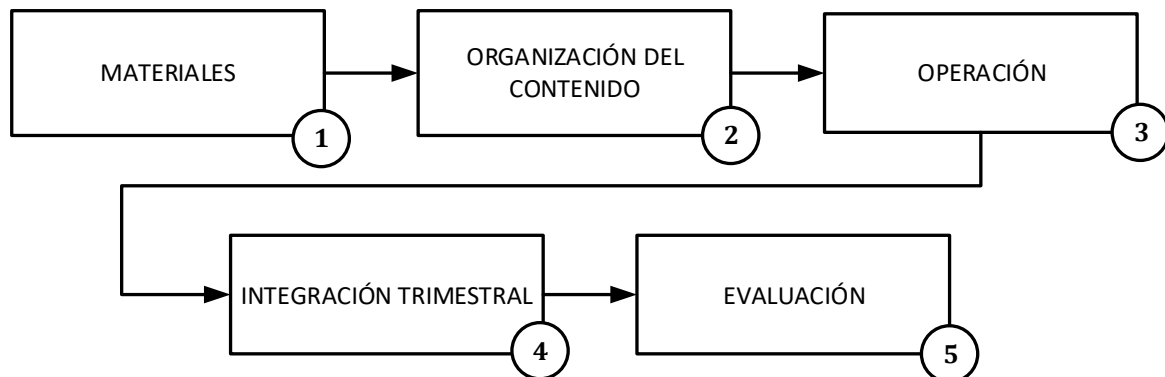 MATERIALES
1
ORGANIZACIÓN DEL
CONTENIDO
2
OPERACIÓN
3
INTEGRACIÓN TRIMESTRAL
4
EVALUACIÓN
5